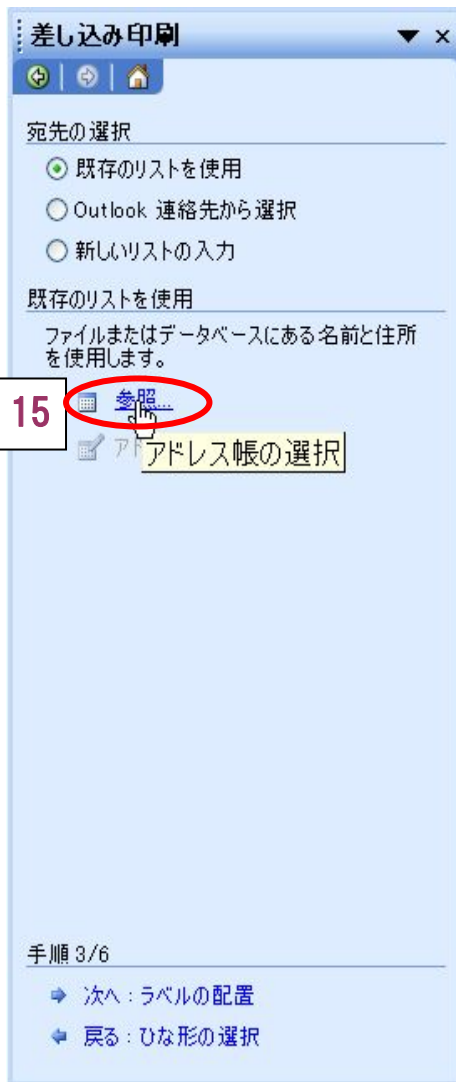 差し込み印刷
宛先の選択
既存のリストを使用
Outlook 連絡先から選択
新しいリストの入力
既存のリストを使用
ファイルまたはデータベースにある名前と住所
を使用します。
15
参照...
アド
アドレス帳の選択
手順 3/6
次へ : ラベルの配置
戻る : ひな形の選択